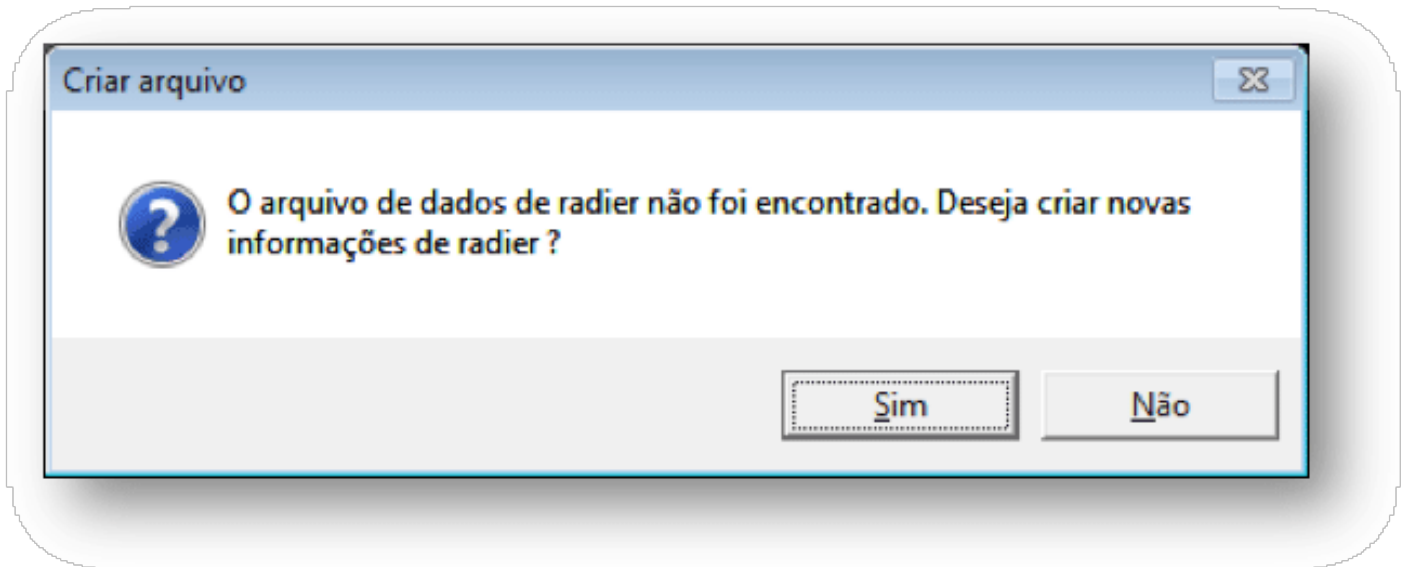 Criar arquivo
O arquivo de dados de radier não foi encontrado. Deseja criar novas
informações de radier ?
Sim
Não